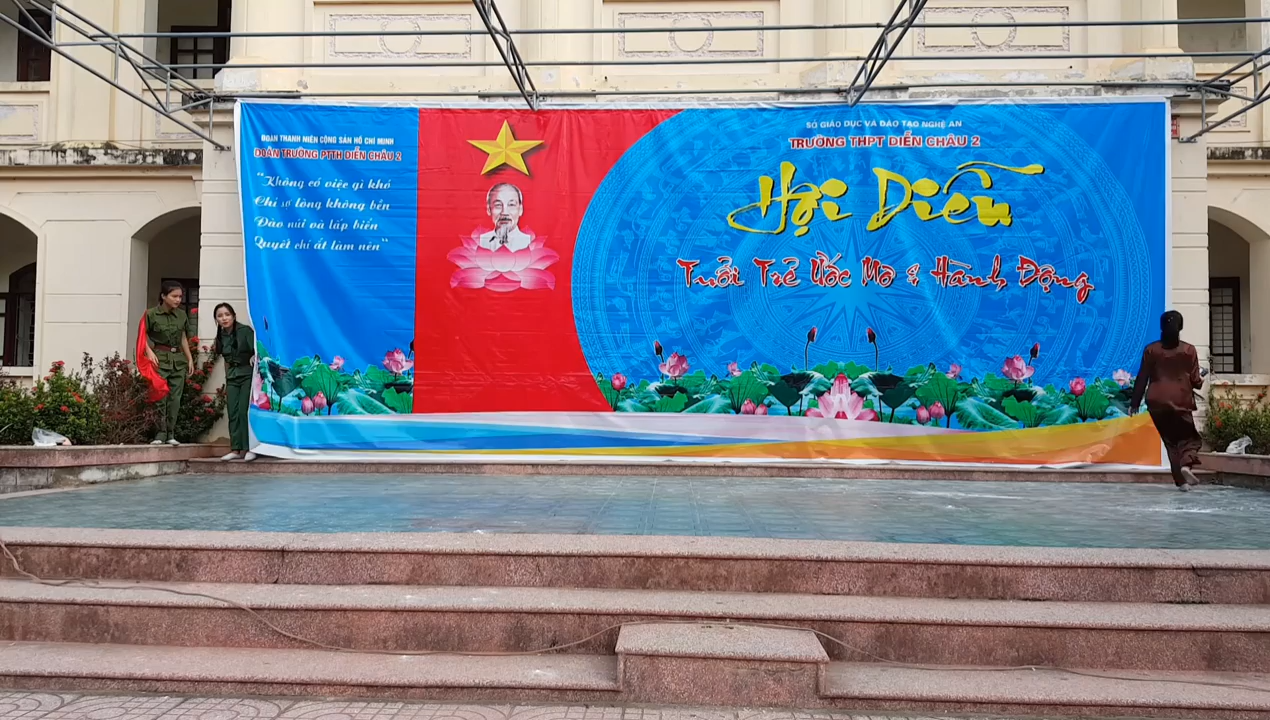 ĐOÀN THANH NIÊN CỘNG SẢN HỒ CHÍ MINH
ĐOÀN TRƯỜNG PTTH DIỄN CHÂU 2
"Không có việc gì khó
Chỉ sợ lòng không bền
Đào núi và lấp biển
Quyết chí ắt làm nên"
SỞ GIÁO DỤC VÀ ĐÀO TẠO NGHỆ AN
TRƯỜNG THPT DIỄN CHÂU 2
Hội Diễn
Tuổi Trẻ Ước Mơ & Hành Động